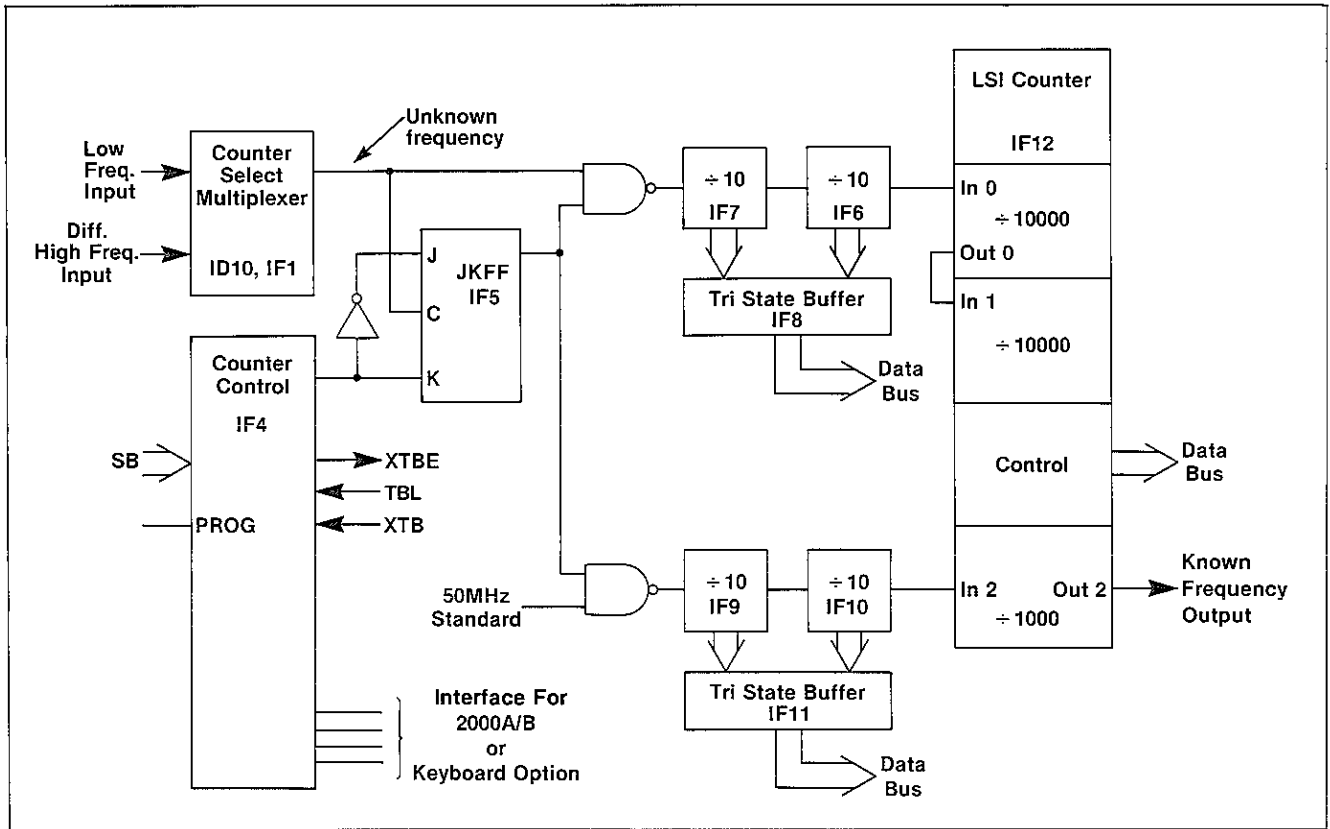 Unknown
frequency
Low
Freq.
Input
Diff.
High Freq.
Input
Counter
Select
Multiplexer
ID10, IF1
J
C
K
JKFF
IF5
÷10
IF7
÷10
IF6
Tri State Buffer
IF8
Data
Bus
LSI Counter
IF12
In 0
÷10000
Out 0
In 1
÷10000
Control
Data
Bus
In 2
Out 2
÷1000
Known
Frequency
Output
Counter
Control
IF4
SB
PROG
XTBE
TBL
XTB
50MHz
Standard
÷10
IF9
÷10
IF10
Tri State Buffer
IF11
Data
Bus
Interface For
2000A/B
or
Keyboard Option